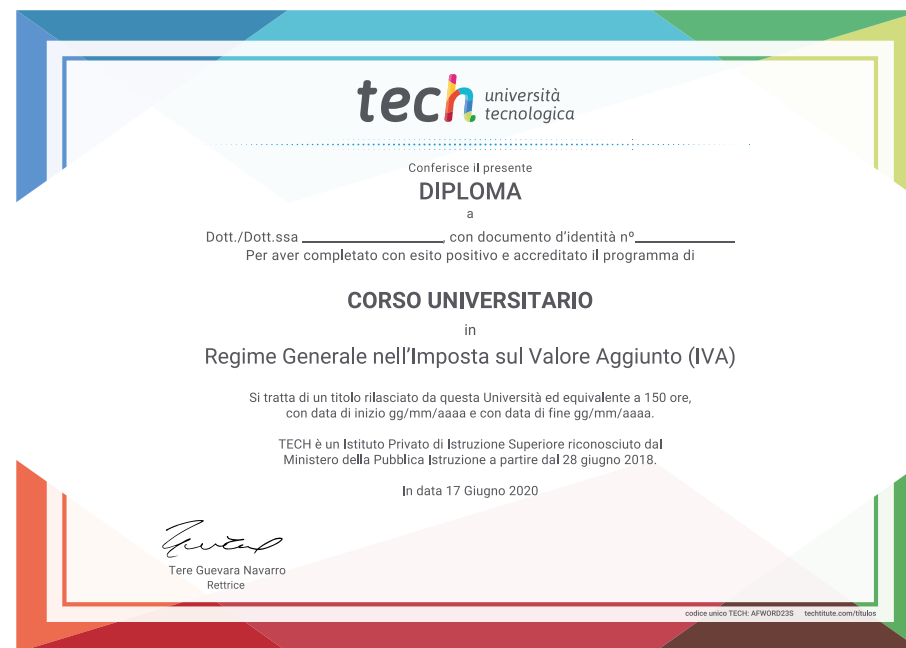 tech università
tecnologica
Conferisce il presente
DIPLOMA
a
Dott./Dott.ssa ____________________, con documento d'identità nº______________
Per aver completato con esito positivo e accreditato il programma di
CORSO UNIVERSITARIO
in
Regime Generale nell'Imposta sul Valore Aggiunto (IVA)
Si tratta di un titolo rilasciato da questa Università ed equivalente a 150 ore,
con data di inizio gg/mm/aaaa e con data di fine gg/mm/aaaa.
TECH è un Istituto Privato di Istruzione Superiore riconosciuto dal
Ministero della Pubblica Istruzione a partire dal 28 giugno 2018.
In data 17 Giugno 2020
Tere Guevara Navarro
Rettrice
codice unico TECH: AFWORD23S techtitute.com/títulos